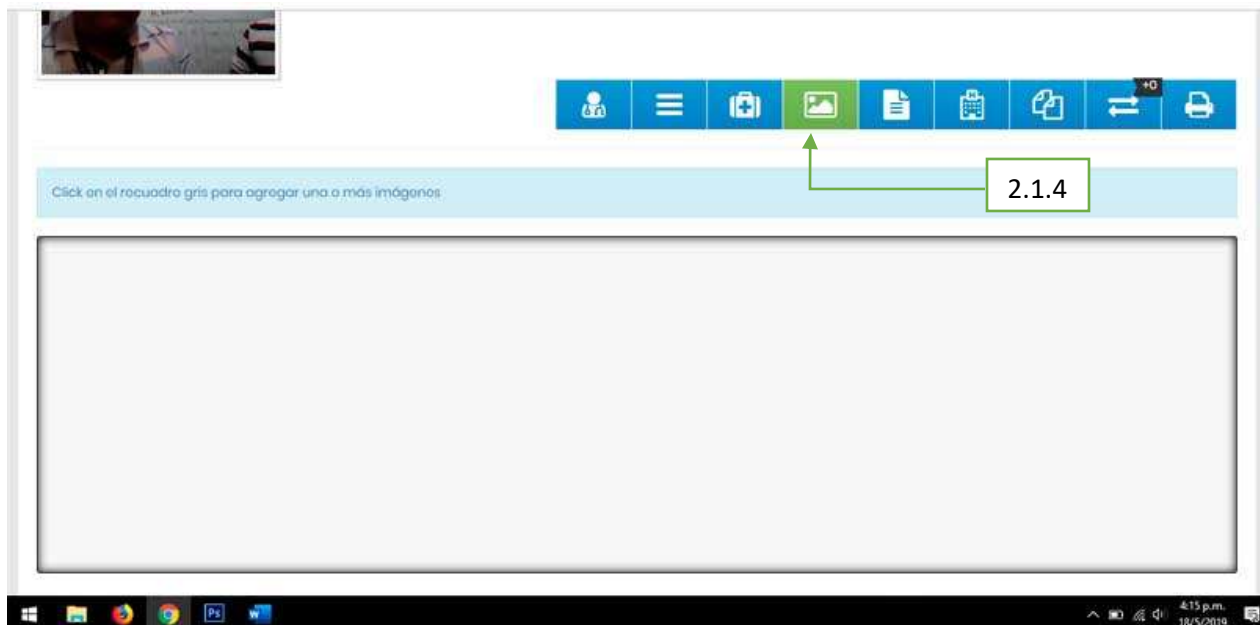 +0
2.1.4
Click en el recuadro gris para agregar una o más imágenes
Ps
W
4:15 p.m.
18/5/2019